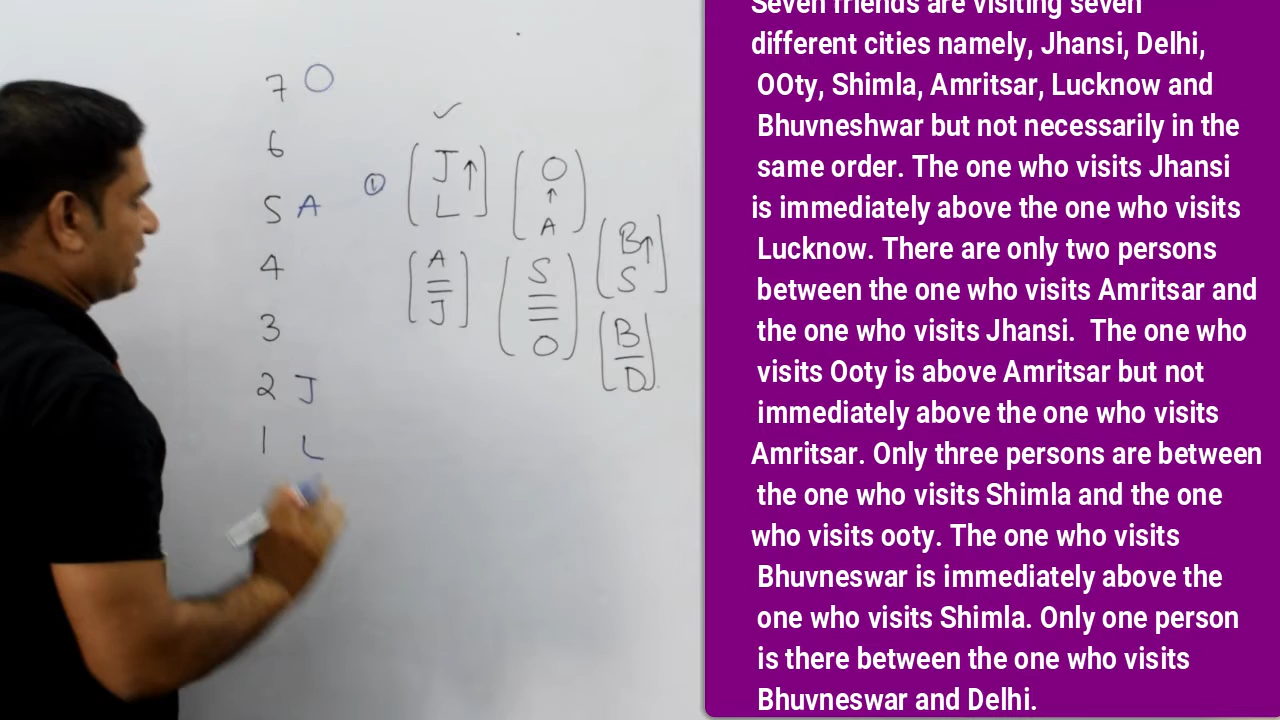 7 O
6
5 A
4
3
2 J
1 L
✓
① J↑
L
O
↑
A
B↑
S
A
J
S
O
B
D
Seven friends are visiting seven
different cities namely, Jhansi, Delhi,
OOty, Shimla, Amritsar, Lucknow and
Bhuvneshwar but not necessarily in the
same order. The one who visits Jhansi
is immediately above the one who visits
Lucknow. There are only two persons
between the one who visits Amritsar and
the one who visits Jhansi. The one who
visits Ooty is above Amritsar but not
immediately above the one who visits
Amritsar. Only three persons are between
the one who visits Shimla and the one
who visits ooty. The one who visits
Bhuvneswar is immediately above the
one who visits Shimla. Only one person
is there between the one who visits
Bhuvneswar and Delhi.